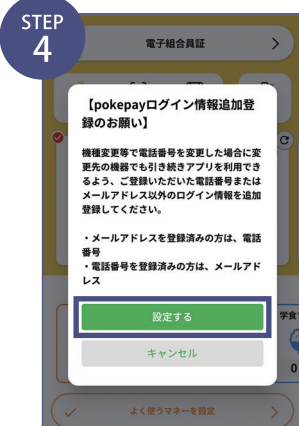 STEP
4
電子組合員証
【pokepayログイン情報追加登
録のお願い】
機種変更等で電話番号を変更した場合に変
更先の機器でも引き続きアプリを利用でき
るよう、ご登録いただいた電話番号または
メールアドレス以外のログイン情報を追加
登録してください。
・メールアドレスを登録済みの方は、電話
番号
・電話番号を登録済みの方は、メールアド
レス
設定する
学食
キャンセル
0
よく使うマネーを設定